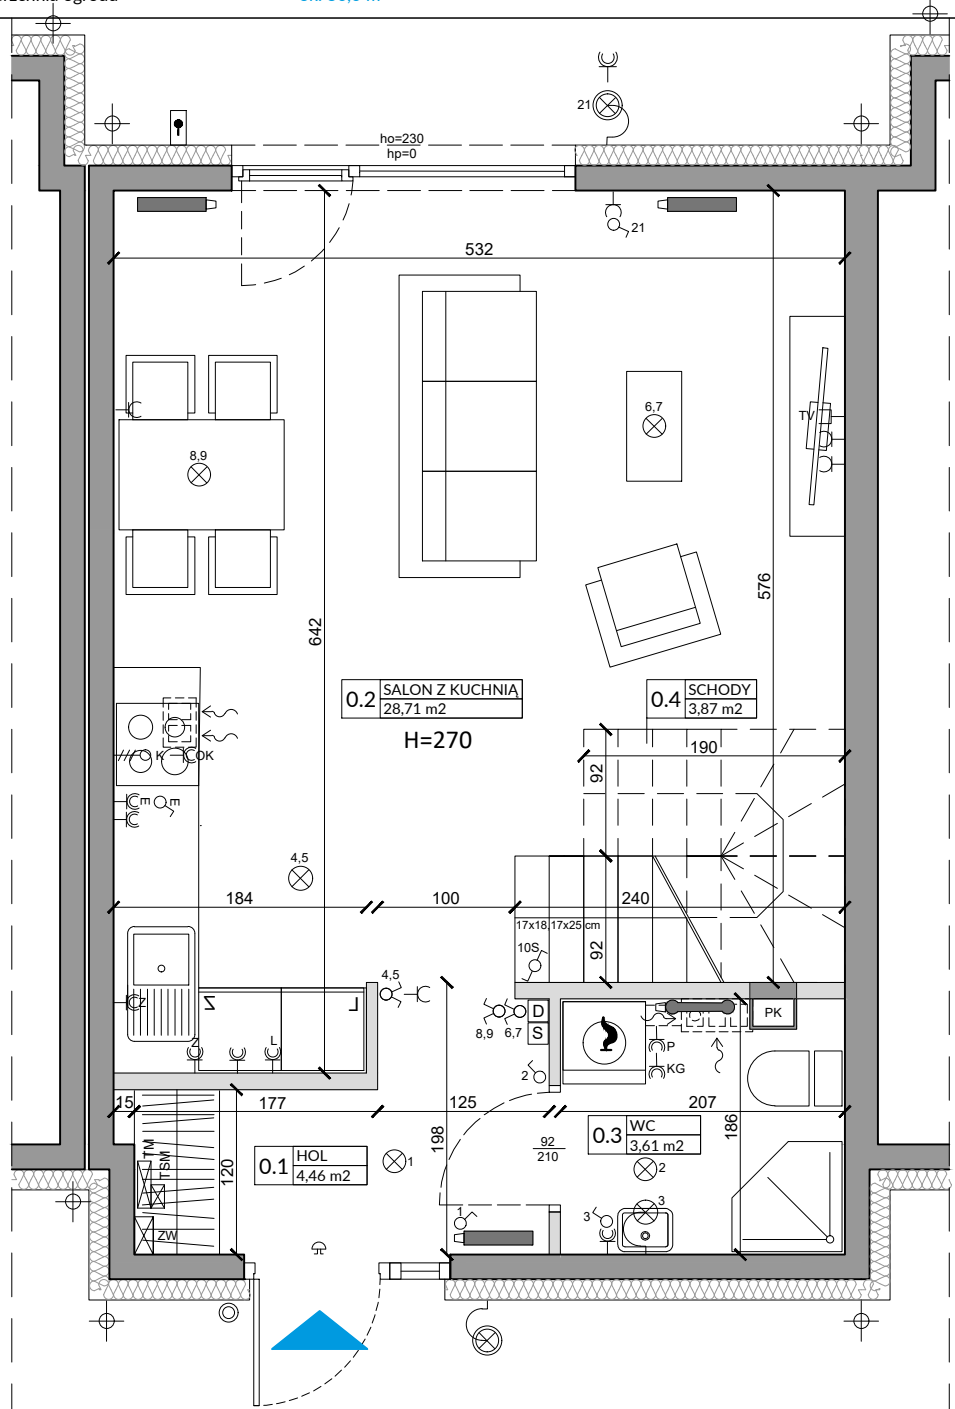 21
ho=230
hp=0
21
532
8,9
6,7
TV
576
642
0.2 SALON Z KUCHNIĄ
28,71 m2
H=270
0.4 SCHODY
3,87 m2
190
92
K
OK
E
E
4,5
184
100
240
17x18,17x25 cm
92
10S
4,5
Z
Z
L
8,9
6,7
D
S
PK
Z
L
P
KG
2
15
177
125
207
186
198
92
210
0.3 WC
3,61 m2
120
TM
TSM
0.1 HOL
4,46 m2
1
2
3
3
1
ZW